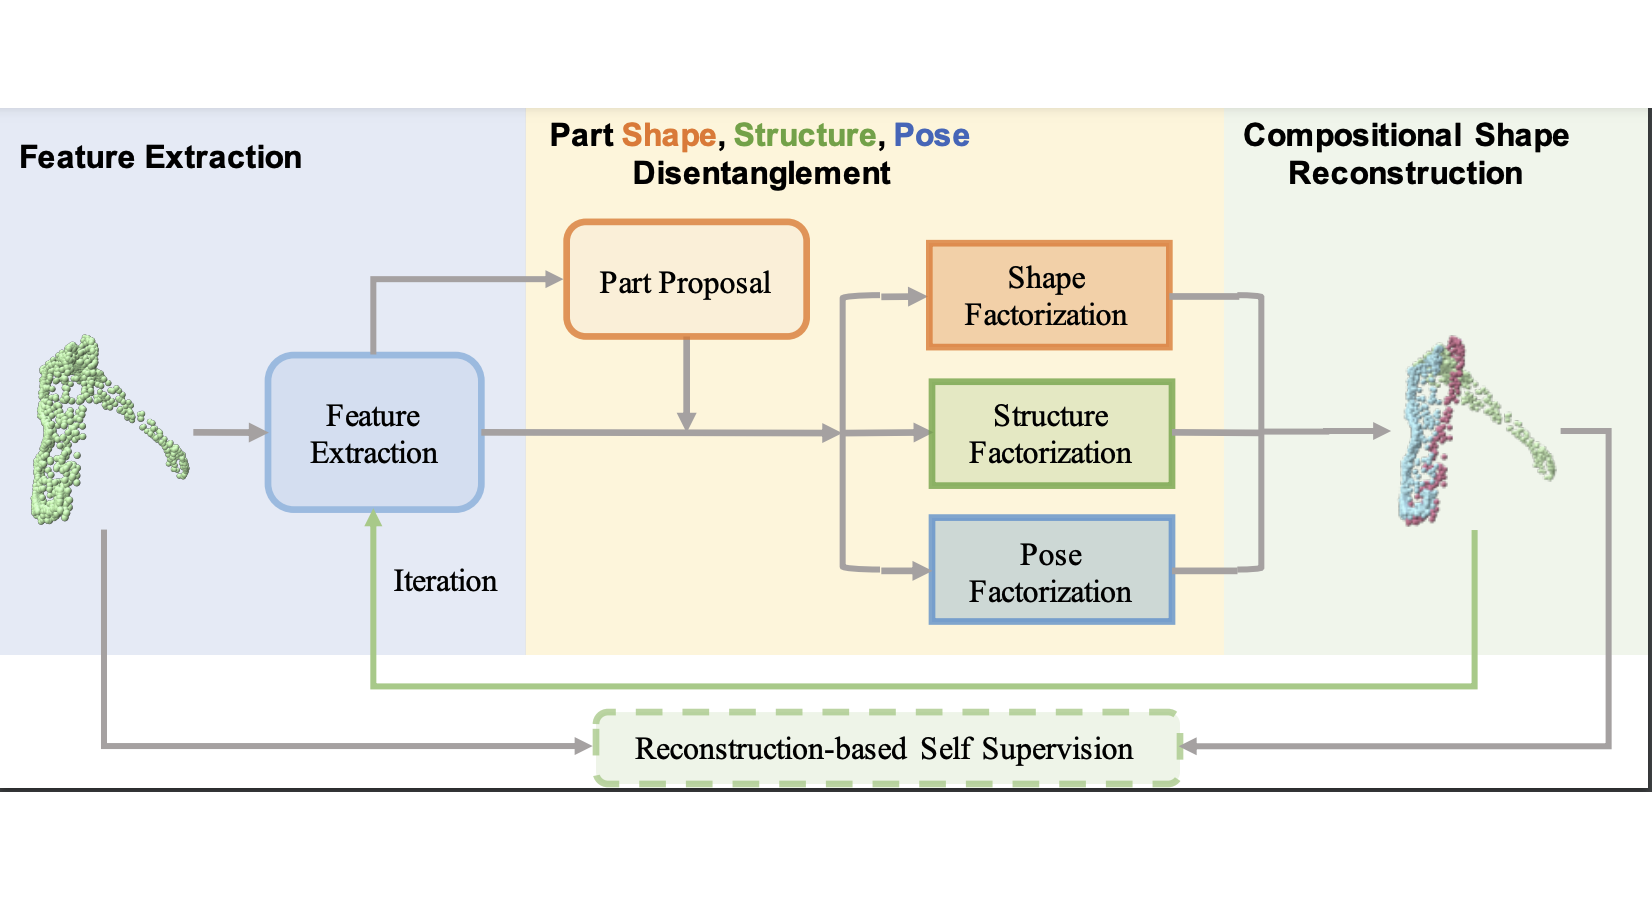 Feature Extraction
Part Shape, Structure, Pose
Disentanglement
Compositional Shape
Reconstruction
Part Proposal
Shape
Factorization
Feature
Extraction
Structure
Factorization
Pose
Factorization
Iteration
Reconstruction-based Self Supervision